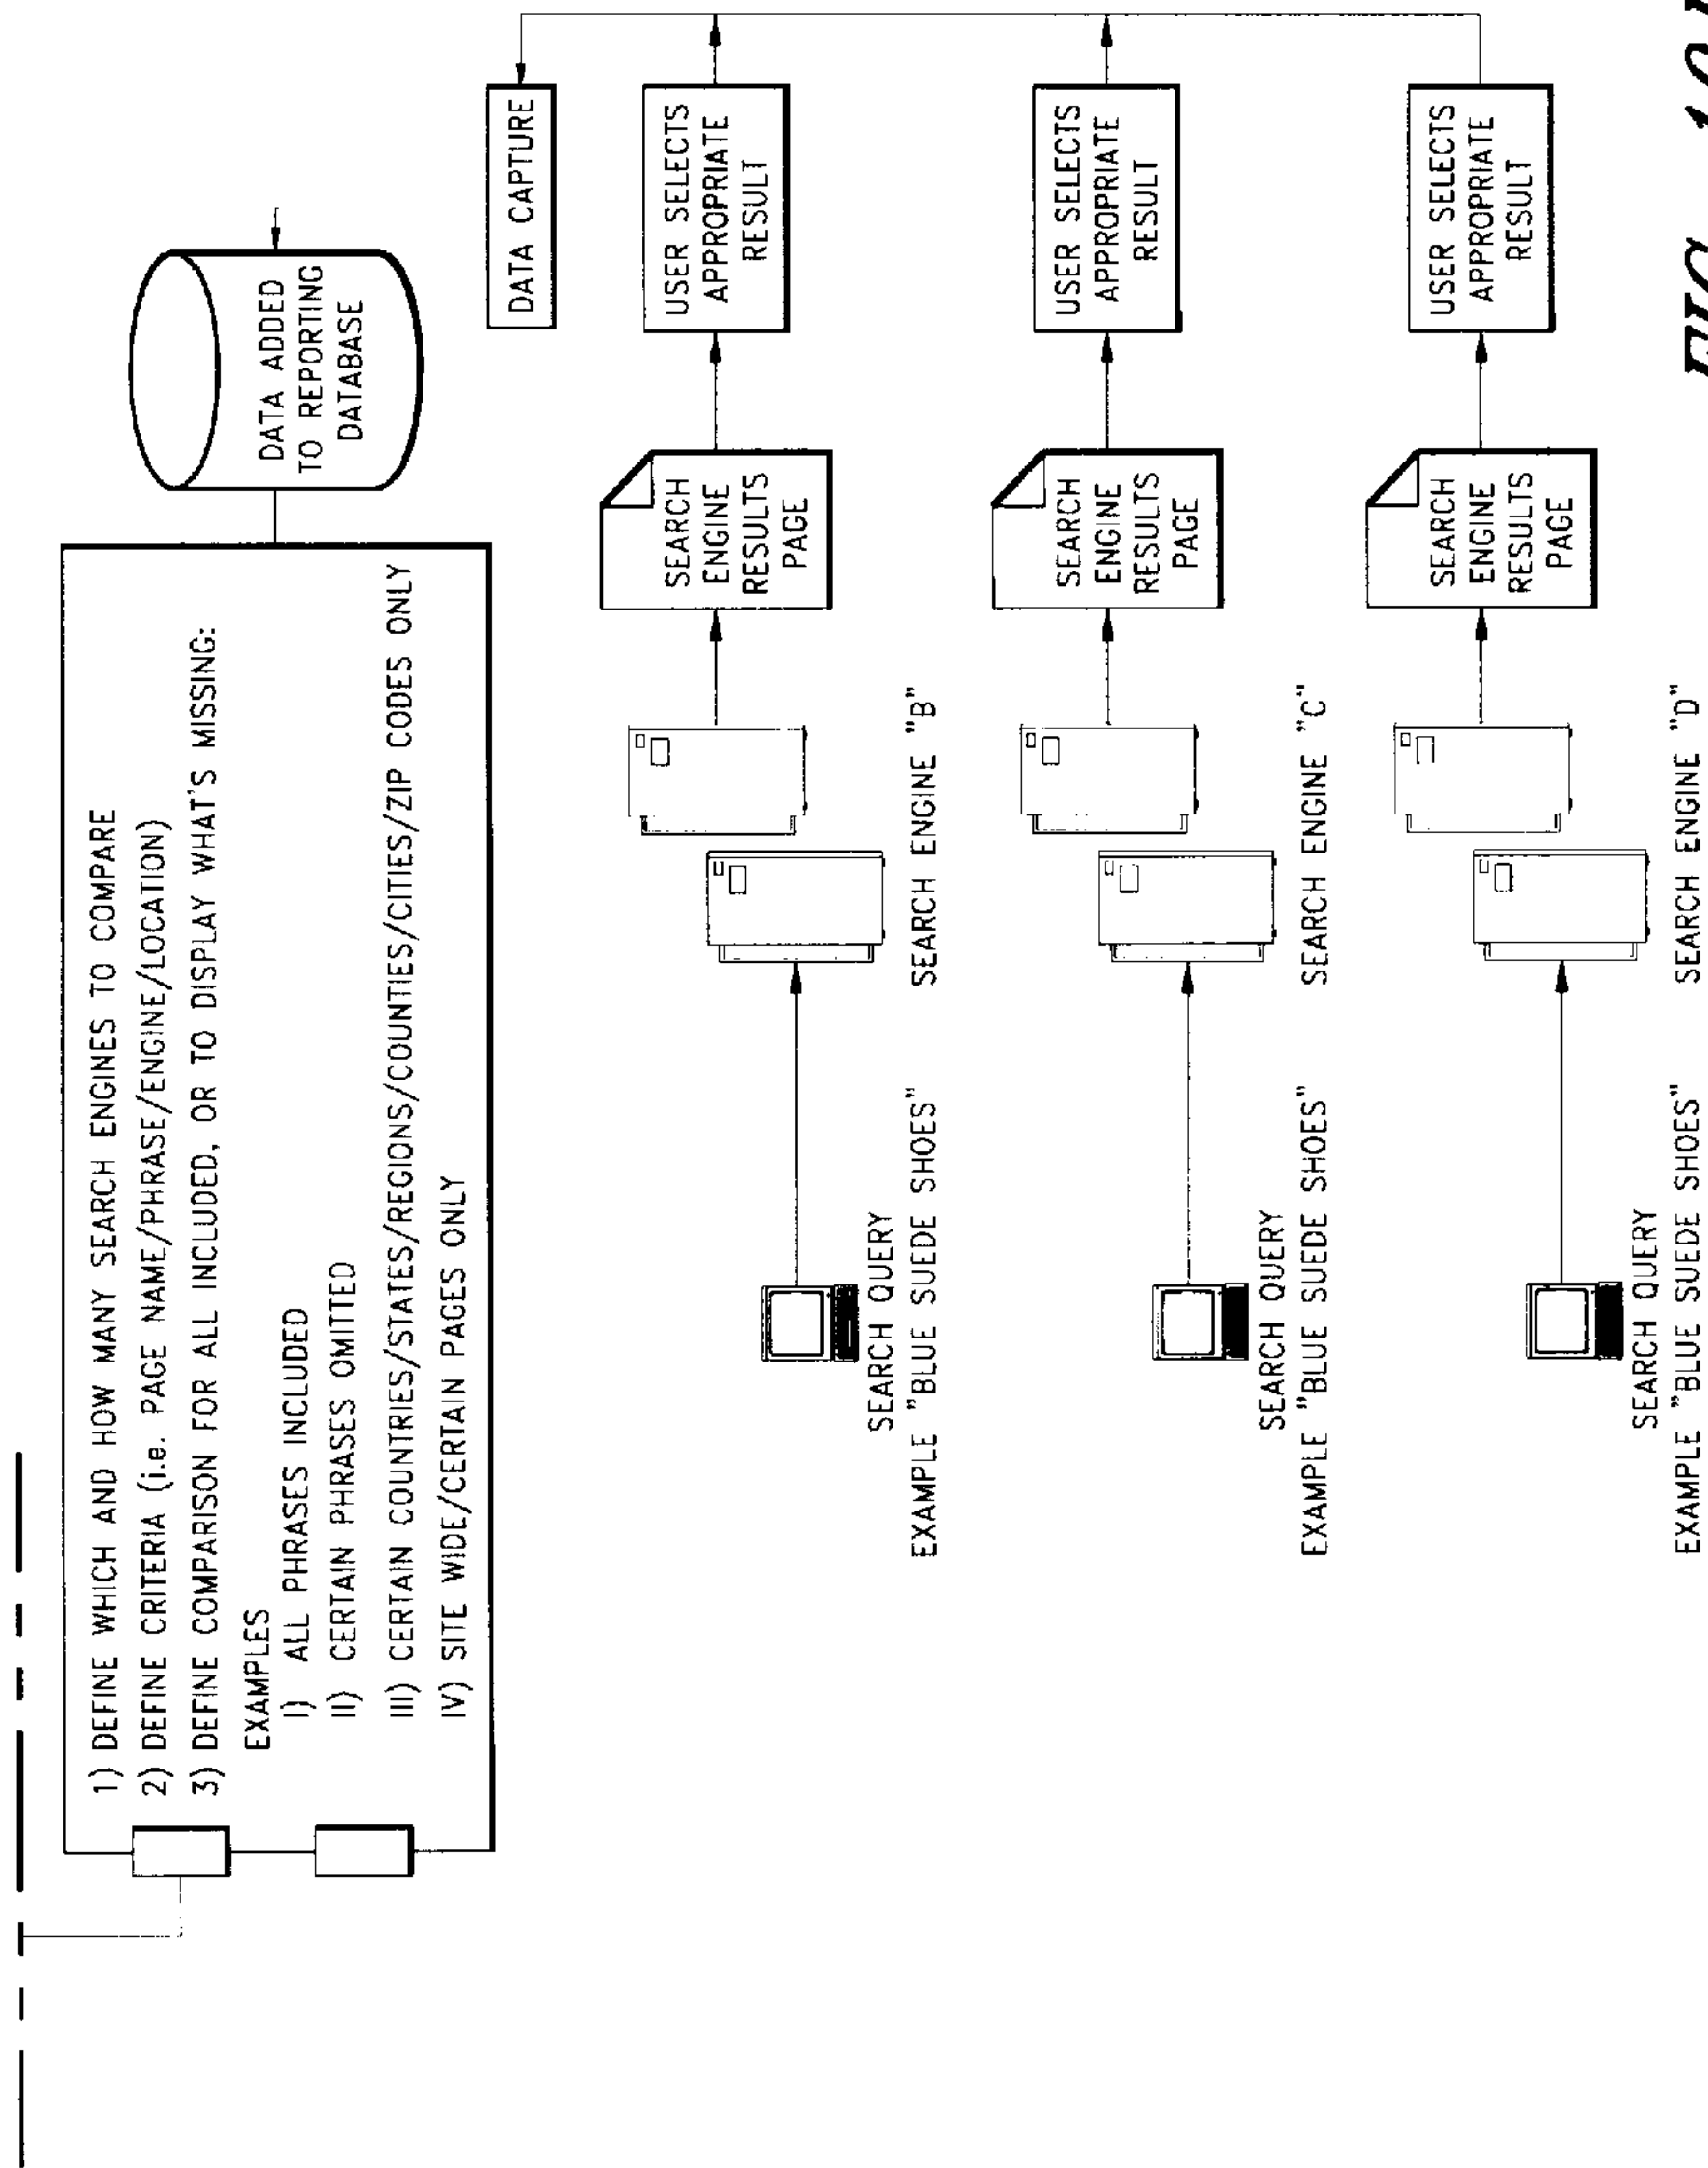 1) DEFINE WHICH AND HOW MANY SEARCH ENGINES TO COMPARE
2) DEFINE CRITERIA (i.e. PAGE NAME/PHRASE/ENGINE/LOCATION)
3) DEFINE COMPARISON FOR ALL INCLUDED, OR TO DISPLAY WHAT'S MISSING:
EXAMPLES
I) ALL PHRASES INCLUDED
II) CERTAIN PHRASES OMITTED
III) CERTAIN COUNTRIES/STATES/REGIONS/COUNTIES/CITIES/ZIP CODES ONLY
IV) SITE WIDE/CERTAIN PAGES ONLY
DATA ADDED
TO REPORTING
DATABASE
DATA CAPTURE
SEARCH QUERY
EXAMPLE "BLUE SUEDE SHOES"
SEARCH ENGINE "B"
SEARCH
ENGINE
RESULTS
PAGE
USER SELECTS
APPROPRIATE
RESULT
SEARCH QUERY
EXAMPLE "BLUE SUEDE SHOES"
SEARCH ENGINE "C"
SEARCH
ENGINE
RESULTS
PAGE
USER SELECTS
APPROPRIATE
RESULT
SEARCH QUERY
EXAMPLE "BLUE SUEDE SHOES"
SEARCH ENGINE "D"
SEARCH
ENGINE
RESULTS
PAGE
USER SELECTS
APPROPRIATE
RESULT